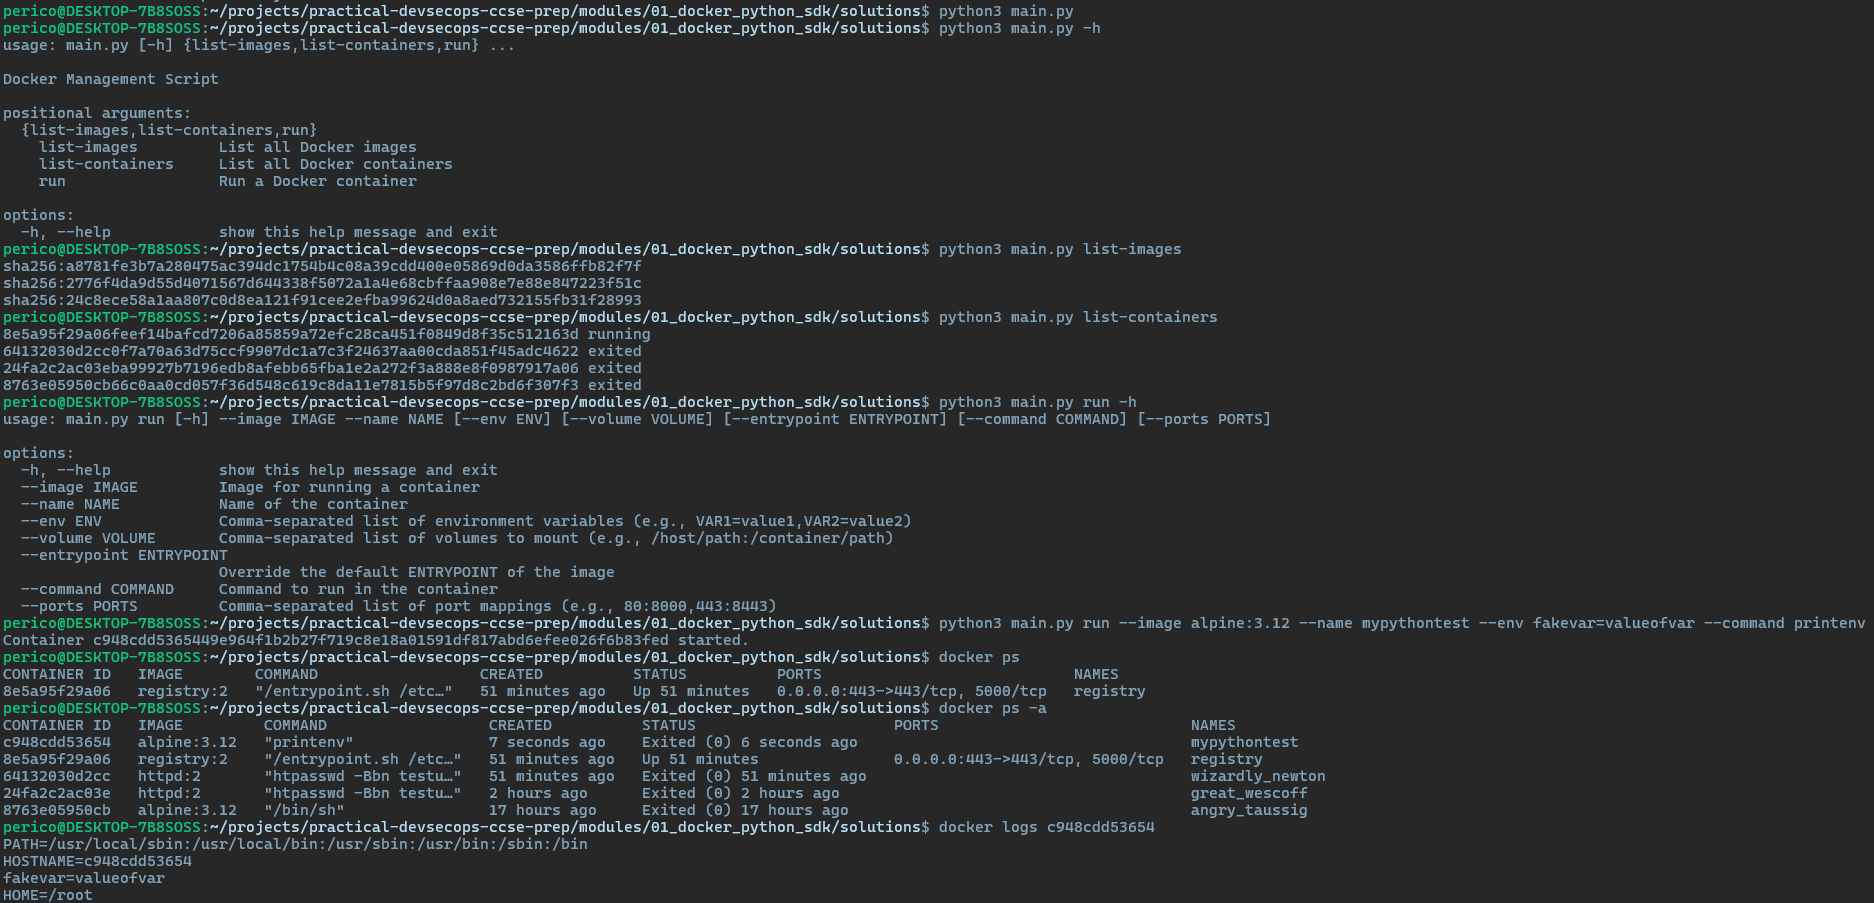 perico@DESKTOP-7B8SOSS:~/projects/practical-devsecops-ccse-prep/modules/01_docker_python_sdk/solutions$ python3 main.py
perico@DESKTOP-7B8SOSS:~/projects/practical-devsecops-ccse-prep/modules/01_docker_python_sdk/solutions$ python3 main.py -h
usage: main.py [-h] {list-images,list-containers,run} ...

Docker Management Script

positional arguments:
  {list-images,list-containers,run}
    list-images         List all Docker images
    list-containers     List all Docker containers
    run                 Run a Docker container

options:
  -h, --help            show this help message and exit
perico@DESKTOP-7B8SOSS:~/projects/practical-devsecops-ccse-prep/modules/01_docker_python_sdk/solutions$ python3 main.py list-images
sha256:a8781fe3b7a280475ac394dc1754b4c08a39cdd400e05869d0da3586ffb82f7f
sha256:2776f4da9d55d4071567d644338f5072a1a4e68cbffaa908e7e88e847223f51c
sha256:24c8ece58a1aa807c0d8ea121f91cee2efba99624d0a8aed732155fb31f28993
perico@DESKTOP-7B8SOSS:~/projects/practical-devsecops-ccse-prep/modules/01_docker_python_sdk/solutions$ python3 main.py list-containers
8e5a95f29a06feef14bafcd7206a85859a72efc28ca451f0849d8f35c512163d running
64132030d2cc0f7a70a63d75ccf9907dc1a7c3f24637aa00cda851f45adc4622 exited
24fa2c2ac03eba99927b7196edb8afebb65fba1e2a272f3a888e8f0987917a06 exited
8763e05950cb66c0aa0cd057f36d548c619c8da11e7815b5f97d8c2bd6f307f3 exited
perico@DESKTOP-7B8SOSS:~/projects/practical-devsecops-ccse-prep/modules/01_docker_python_sdk/solutions$ python3 main.py run -h
usage: main.py run [-h] --image IMAGE --name NAME [--env ENV] [--volume VOLUME] [--entrypoint ENTRYPOINT] [--command COMMAND] [--ports PORTS]

options:
  -h, --help            show this help message and exit
  --image IMAGE         Image for running a container
  --name NAME           Name of the container
  --env ENV             Comma-separated list of environment variables (e.g., VAR1=value1,VAR2=value2)
  --volume VOLUME       Comma-separated list of volumes to mount (e.g., /host/path:/container/path)
  --entrypoint ENTRYPOINT
                        Override the default ENTRYPOINT of the image
  --command COMMAND     Command to run in the container
  --ports PORTS         Comma-separated list of port mappings (e.g., 80:8000,443:8443)
perico@DESKTOP-7B8SOSS:~/projects/practical-devsecops-ccse-prep/modules/01_docker_python_sdk/solutions$ python3 main.py run --image alpine:3.12 --name mypythontest --env fakevar=valueofvar --command printenv
Container c948cdd5365449e964f1b2b27f719c8e18a01591df817abd6efee026f6b83fed started.
perico@DESKTOP-7B8SOSS:~/projects/practical-devsecops-ccse-prep/modules/01_docker_python_sdk/solutions$ docker ps
CONTAINER ID   IMAGE        COMMAND                  CREATED          STATUS          PORTS                            NAMES
8e5a95f29a06   registry:2   "/entrypoint.sh /etc…"   51 minutes ago   Up 51 minutes   0.0.0.0:443->443/tcp, 5000/tcp   registry
perico@DESKTOP-7B8SOSS:~/projects/practical-devsecops-ccse-prep/modules/01_docker_python_sdk/solutions$ docker ps -a
CONTAINER ID   IMAGE         COMMAND                  CREATED          STATUS                      PORTS                            NAMES
c948cdd53654   alpine:3.12   "printenv"               7 seconds ago    Exited (0) 6 seconds ago                                     mypythontest
8e5a95f29a06   registry:2    "/entrypoint.sh /etc…"   51 minutes ago   Up 51 minutes               0.0.0.0:443->443/tcp, 5000/tcp   registry
64132030d2cc   httpd:2       "htpasswd -Bbn testu…"   51 minutes ago   Exited (0) 51 minutes ago                                    wizardly_newton
24fa2c2ac03e   httpd:2       "htpasswd -Bbn testu…"   2 hours ago      Exited (0) 2 hours ago                                       great_wescoff
8763e05950cb   alpine:3.12   "/bin/sh"                17 hours ago     Exited (0) 17 hours ago                                      angry_taussig
perico@DESKTOP-7B8SOSS:~/projects/practical-devsecops-ccse-prep/modules/01_docker_python_sdk/solutions$ docker logs c948cdd53654
PATH=/usr/local/sbin:/usr/local/bin:/usr/sbin:/usr/bin:/sbin:/bin
HOSTNAME=c948cdd53654
fakevar=valueofvar
HOME=/root